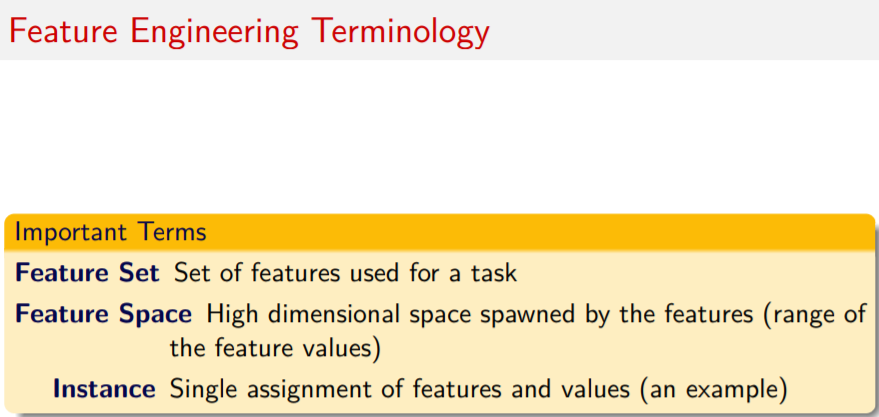 Feature Engineering Terminology
Important Terms
Feature Set Set of features used for a task
Feature Space High dimensional space spawned by the features (range of
the feature values)
Instance Single assignment of features and values (an example)